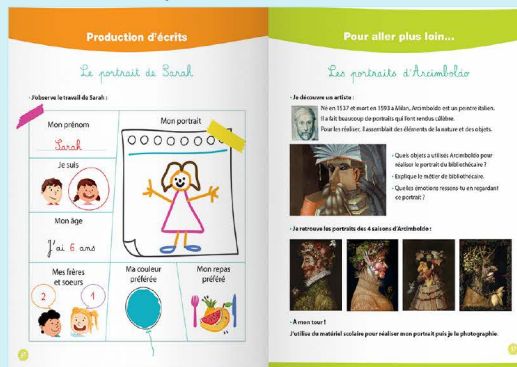 Production d'écrits
Le portrait de Sarah
• J'observe le travail de Sarah :
Mon prénom
Sarah
Je suis
Mon âge
J'ai 6 ans
Mes frères
et soeurs
2
1
Mon portrait
Ma couleur
préférée
Mon repas
préféré
Pour aller plus loin...
Les portraits d'Arcimboldo
• Je découvre un artiste :
Né en 1537 et mort en 1593 à Milan, Arcimboldo est un peintre italien.
Il a fait beaucoup de portraits qui l'ont rendus célèbre.
Pour les réaliser, il assemblait des éléments de la nature et des objets.
• Quels objets a utilisés Arcimboldo pour
réaliser le portrait du bibliothécaire ?
• Explique le métier de bibliothécaire.
• Quelles émotions ressens-tu en regardant
ce portrait ?
• Je retrouve les portraits des 4 saisons d'Arcimboldo :
• A mon tour !
J'utilise du matériel scolaire pour réaliser mon portrait puis je le photographie.